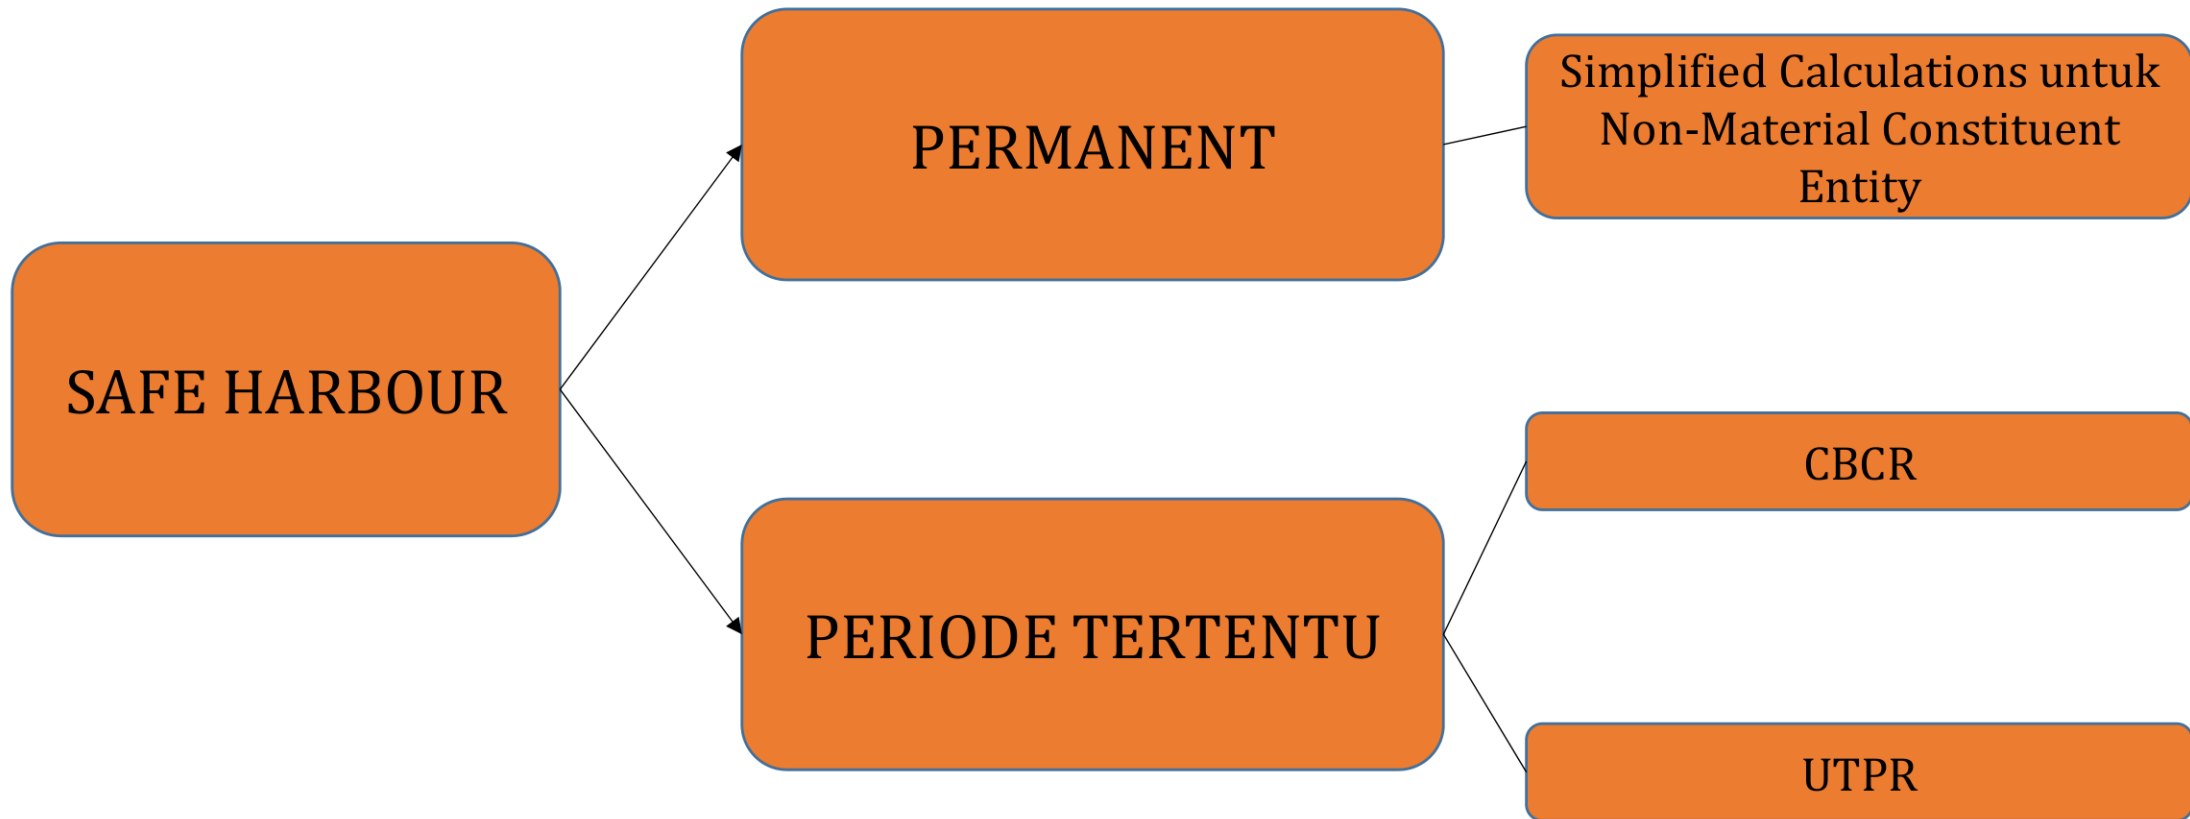 SAFE HARBOUR
PERMANENT
Simplified Calculations untuk
Non-Material Constituent
Entity
PERIODE TERTENTU
CBCR
UTPR